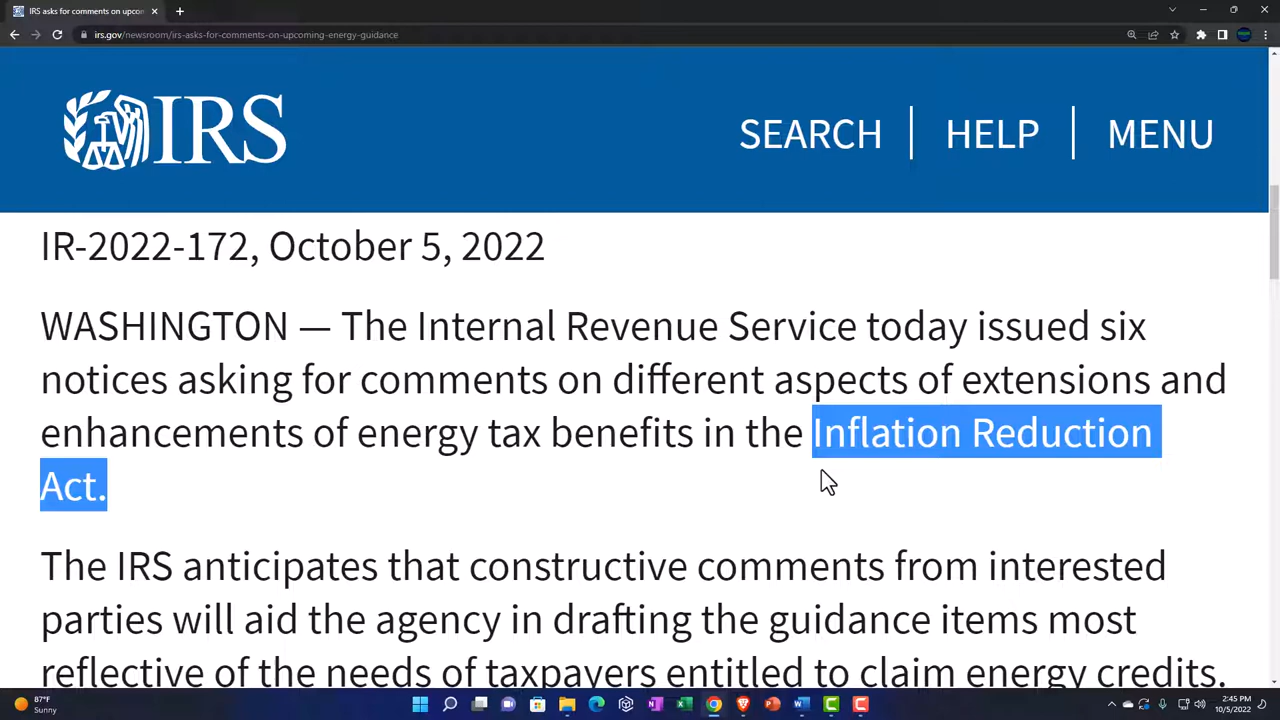 IRS asks for comments on upcon
irs.gov/newsroom/irs-asks-for-comments-on-upcoming-energy-guidance
IRS
SEARCH
HELP
MENU
IR-2022-172, October 5, 2022
WASHINGTON — The Internal Revenue Service today issued six
notices asking for comments on different aspects of extensions and
enhancements of energy tax benefits in the Inflation Reduction
Act.
The IRS anticipates that constructive comments from interested
parties will aid the agency in drafting the guidance items most
reflective of the needs of taxpayers entitled to claim energy credits.
87°F
Sunny
2:45 PM
10/5/2022